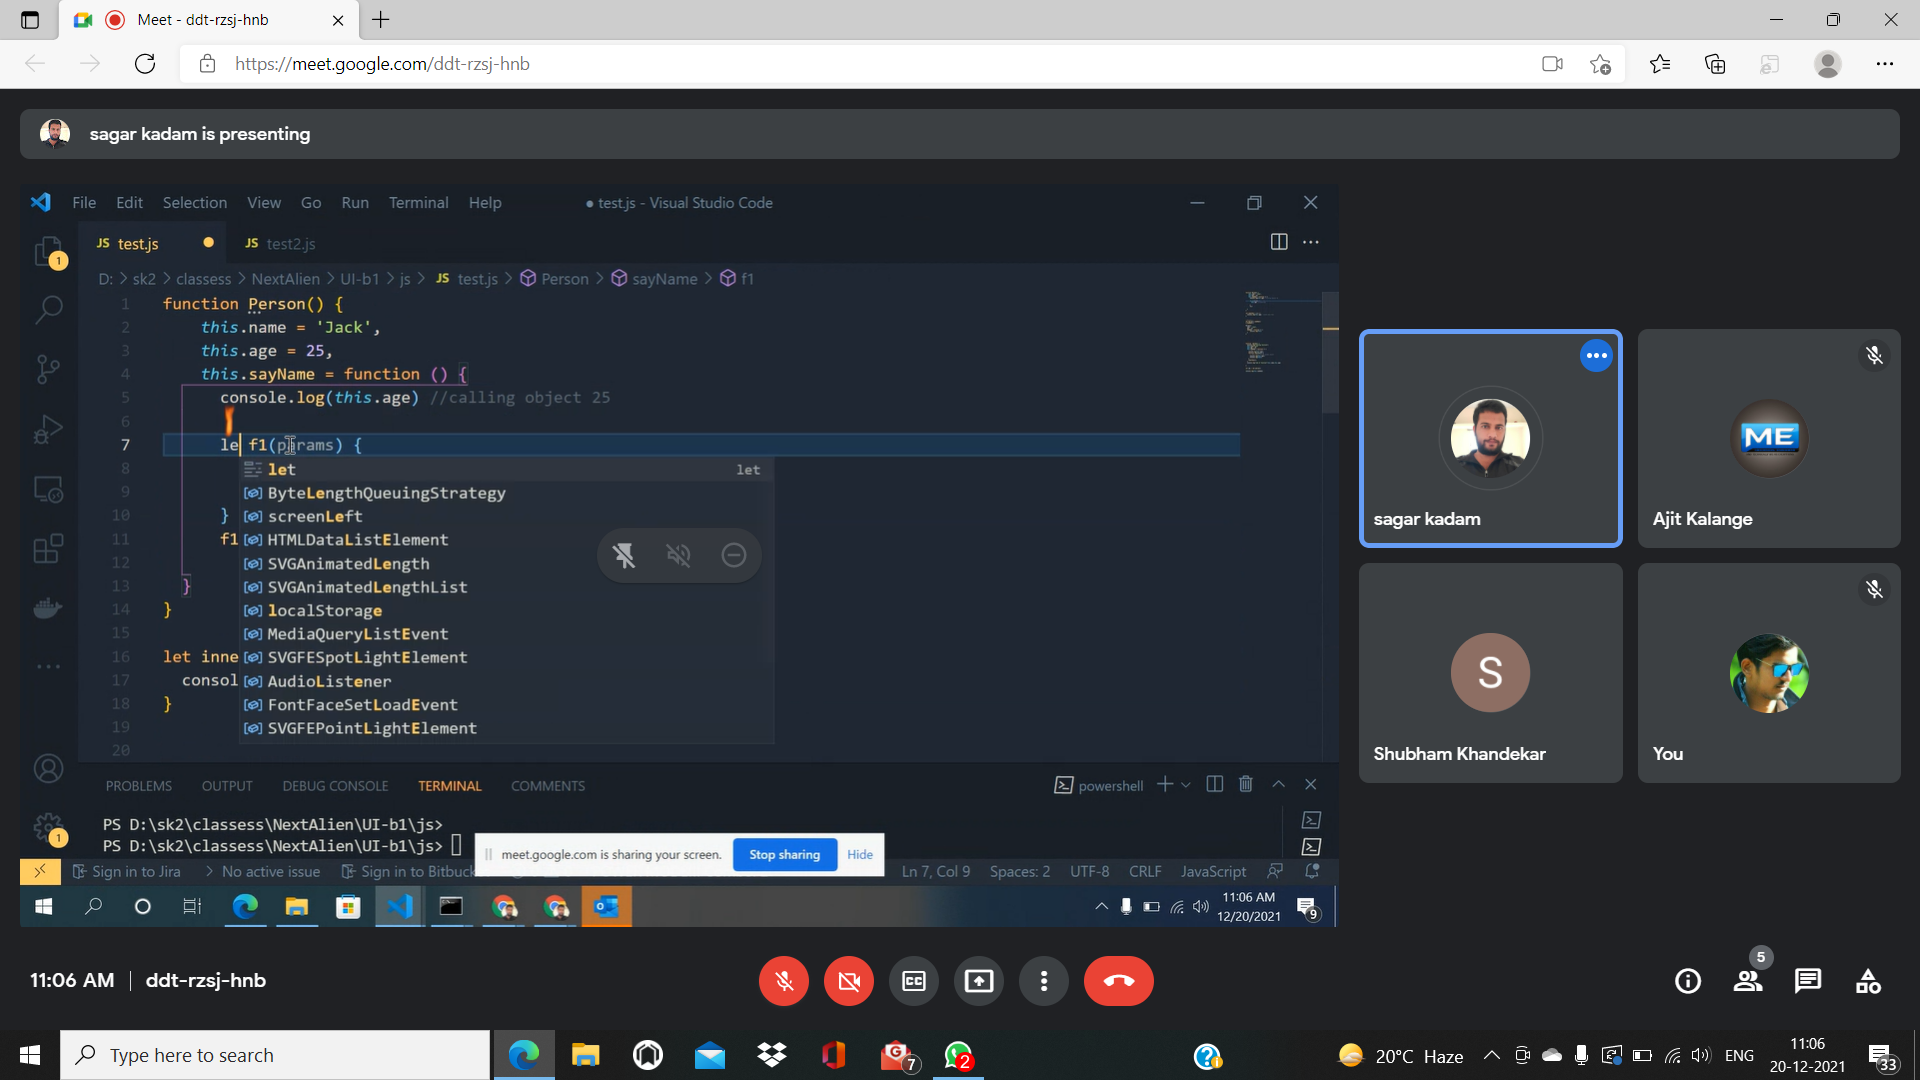 Meet - ddt-rzsj-hnb
https://meet.google.com/ddt-rzsj-hnb
sagar kadam is presenting
File Edit Selection View Go Run Terminal Help
● test.js - Visual Studio Code
JS test.js
JS test2.js
D: > sk2 > classess > NextAlien > UI-b1 > js > JS test.js > Person > sayName > f1
1 function Person() {
2 this.name = 'Jack',
3 this.age = 25,
4 this.sayName = function () {
5 console.log(this.age) //calling object 25
6
7 le f1(params) {
8 let let
9 ByteLengthQueuingStrategy
10 } screenLeft
11 f1 HTMLDataListElement
12 SVGAnimatedLength
13 } SVGAnimatedLengthList
14 } localStorage
15 MediaQueryListEvent
16 let inne SVGFESpotLightElement
17 consol AudioListener
18 } FontFaceSetLoadEvent
19 SVGFEPointLightElement
20
PROBLEMS OUTPUT DEBUG CONSOLE TERMINAL COMMENTS
powershell
PS D:\sk2\classess\NextAlien\UI-b1\js>
PS D:\sk2\classess\NextAlien\UI-b1\js>
meet.google.com is sharing your screen. Stop sharing Hide
1
1
Sign in to Jira No active issue Sign in to Bitbuck
Ln 7, Col 9 Spaces: 2 UTF-8 CRLF JavaScript
11:06 AM
12/20/2021
9
sagar kadam
ME
Ajit Kalange
S
Shubham Khandekar
You
11:06 AM | ddt-rzsj-hnb
CC
5
Type here to search
7
2
20°C Haze
ENG
11:06
20-12-2021
33